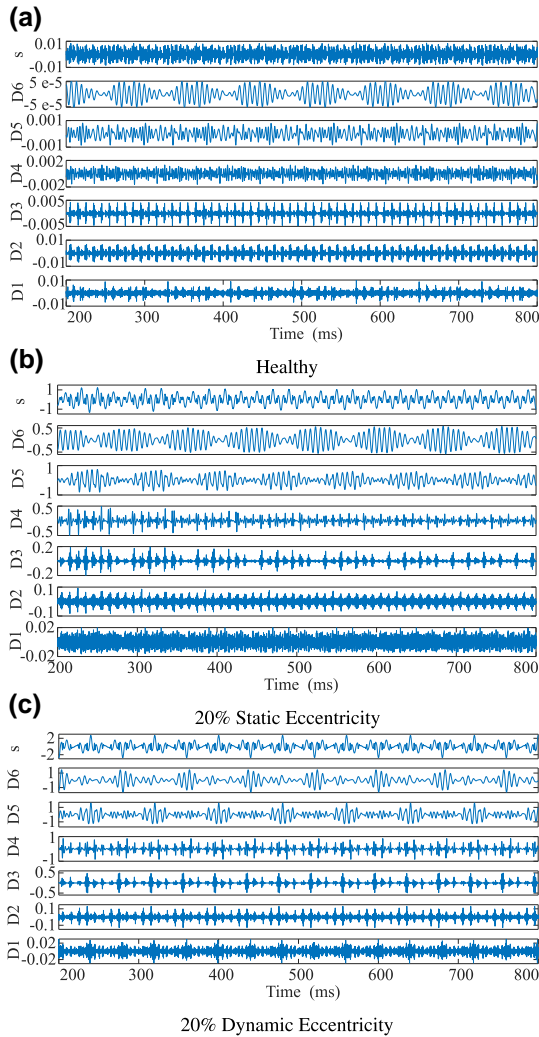 (a)
s 0.01 -0.01
D6 5 e-5 -5 e-5
D5 0.001 -0.001
D4 0.002 -0.002
D3 0.005 -0.005
D2 0.01 -0.01
D1 0.01 -0.01
300 400 500 600 700 800
Time (ms)
Healthy
(b)
s 1 -1
D6 0.5 -0.5
D5 1 -1
D4 0.5 -0.5
D3 0.2 -0.2
D2 0.1 -0.1
D1 0.02 -0.02
200 300 400 500 600 700 800
Time (ms)
20% Static Eccentricity
(c)
s 2 -2
D6 1 -1
D5 1 -1
D4 1 -1
D3 0.5 -0.5
D2 0.1 -0.1
D1 0.02 -0.02
200 300 400 500 600 700 800
Time (ms)
20% Dynamic Eccentricity